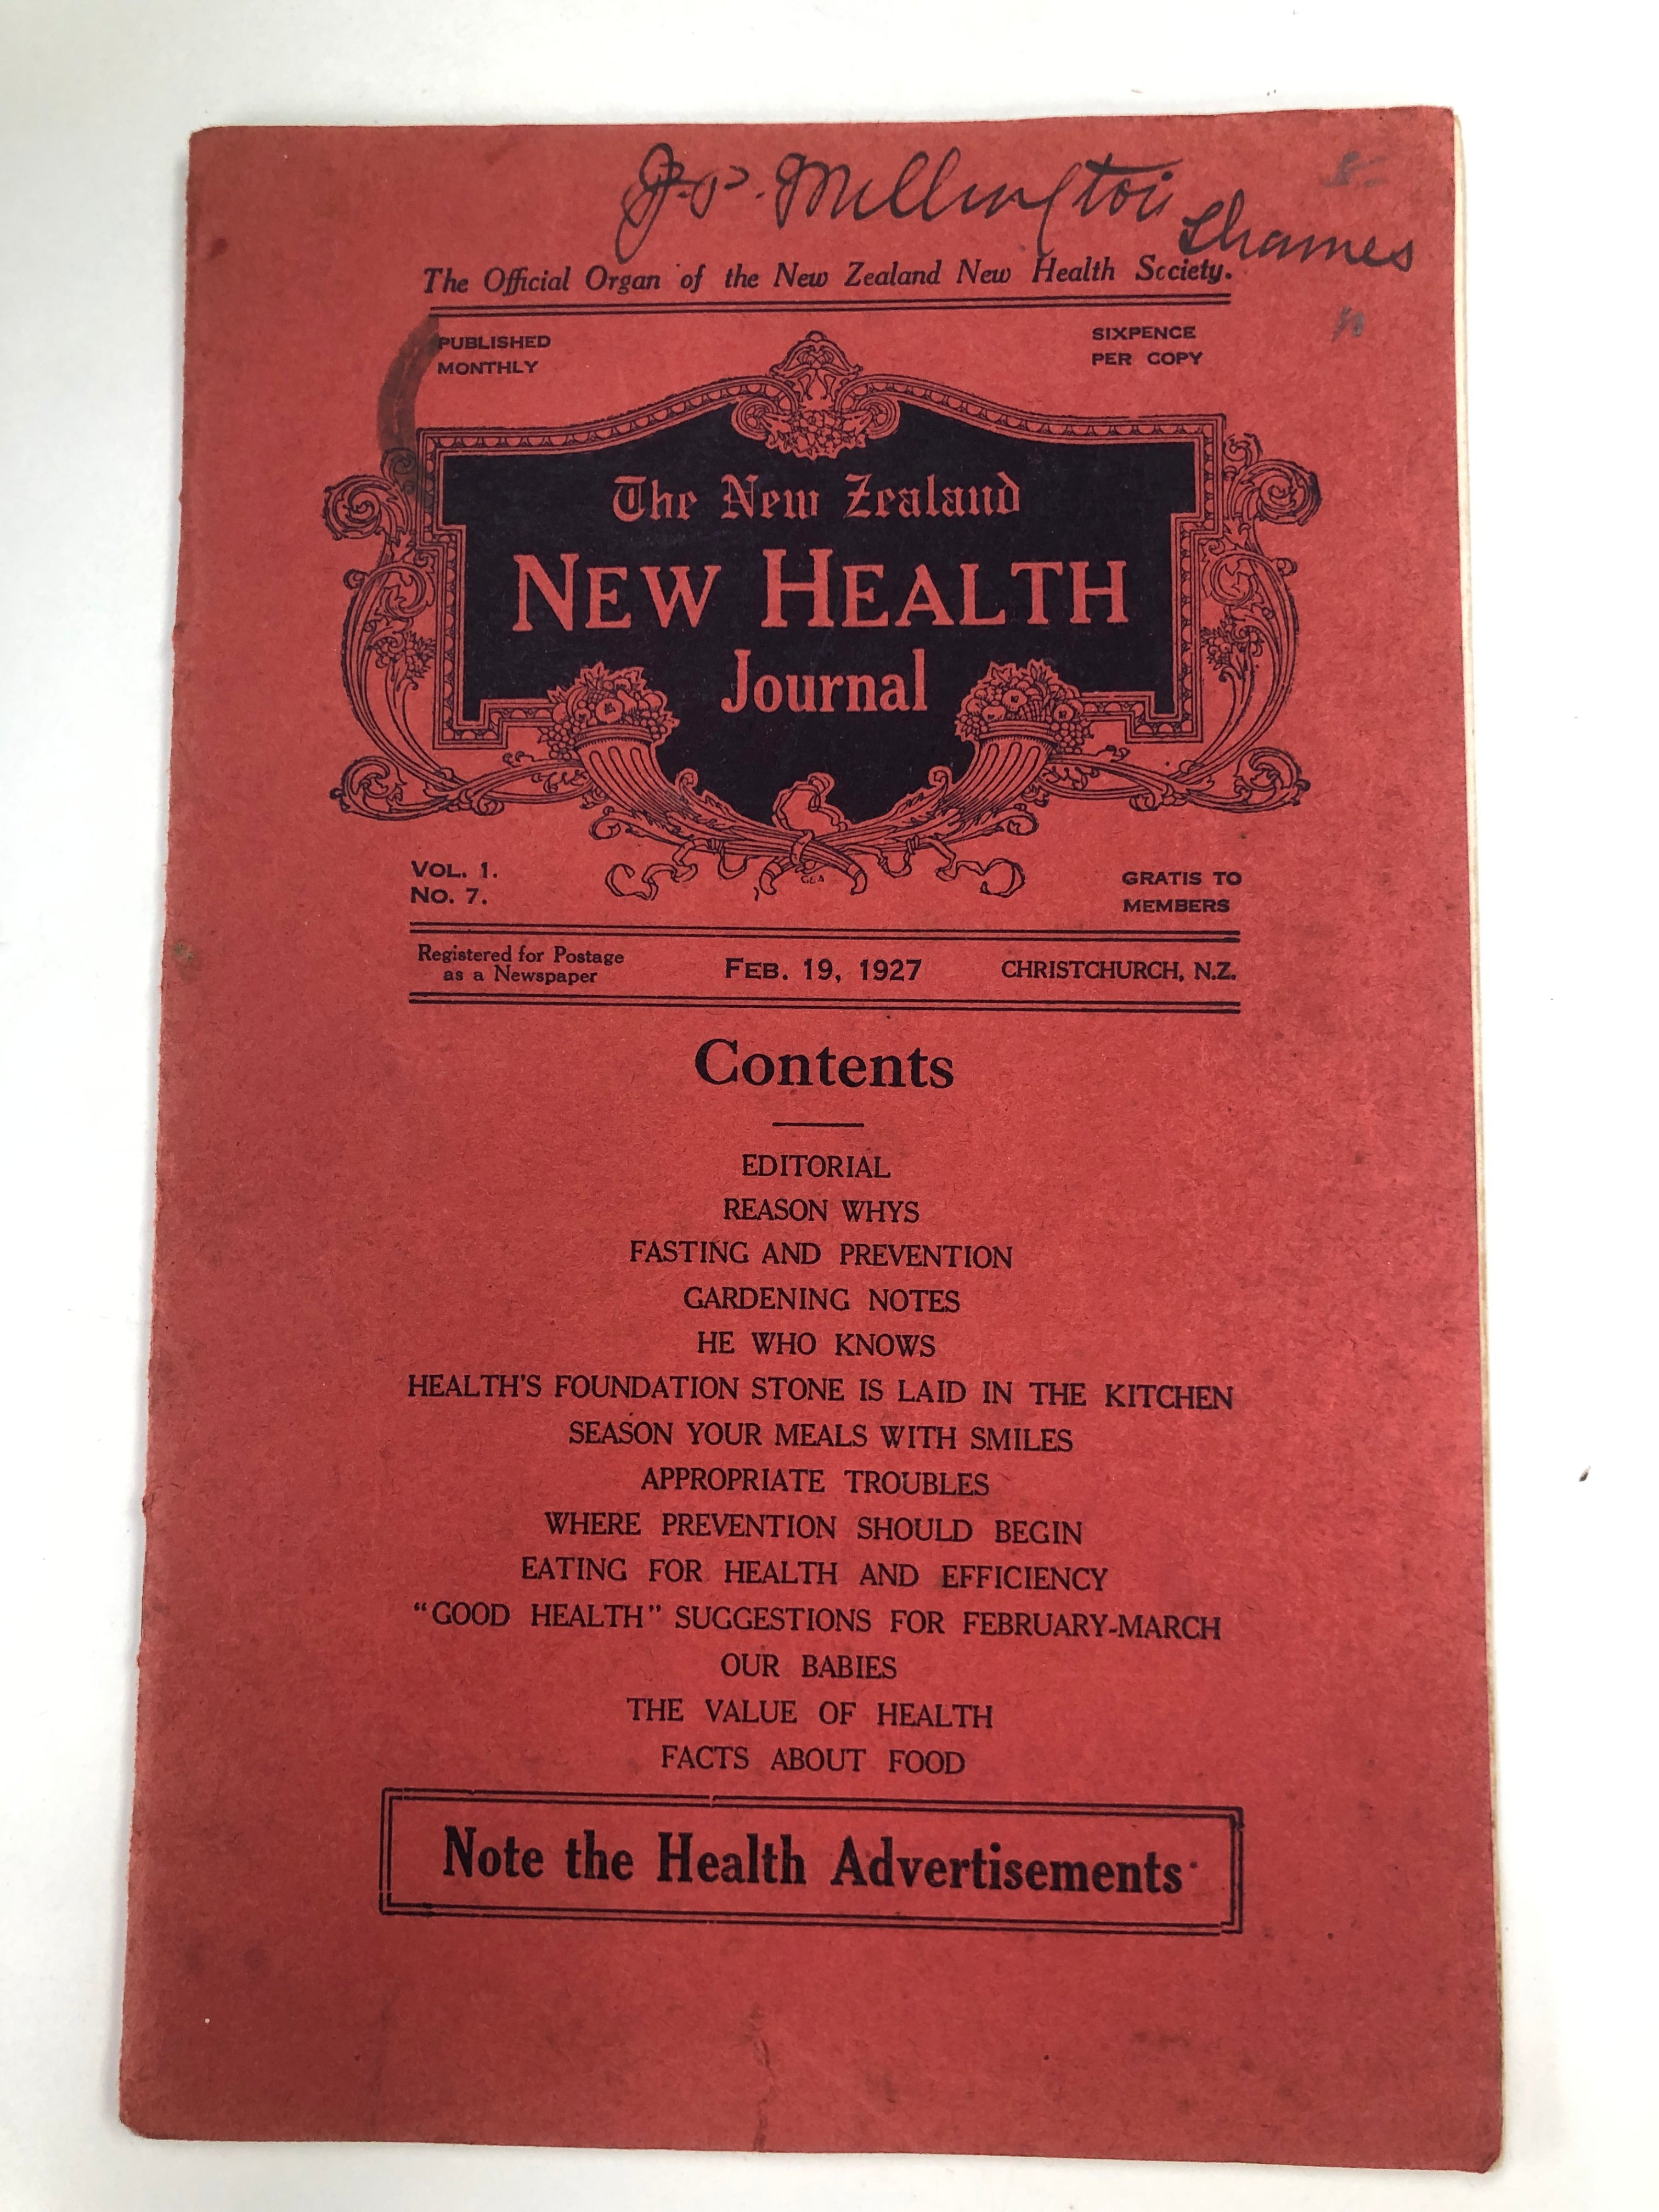 Millington
Thames
The Official Organ of the New Zealand New Health Society.
PUBLISHED
MONTHLY
SIXPENCE
PER COPY
The New Zealand
NEW HEALTH
Journal
VOL. 1.
NO. 7.
GRATIS TO
MEMBERS
Registered for Postage
as a Newspaper
FEB. 19, 1927
CHRISTCHURCH, N.Z.
Contents
EDITORIAL
REASON WHYS
FASTING AND PREVENTION
GARDENING NOTES
HE WHO KNOWS
HEALTH'S FOUNDATION STONE IS LAID IN THE KITCHEN
SEASON YOUR MEALS WITH SMILES
APPROPRIATE TROUBLES
WHERE PREVENTION SHOULD BEGIN
EATING FOR HEALTH AND EFFICIENCY
"GOOD HEALTH" SUGGESTIONS FOR FEBRUARY-MARCH
OUR BABIES
THE VALUE OF HEALTH
FACTS ABOUT FOOD
Note the Health Advertisements